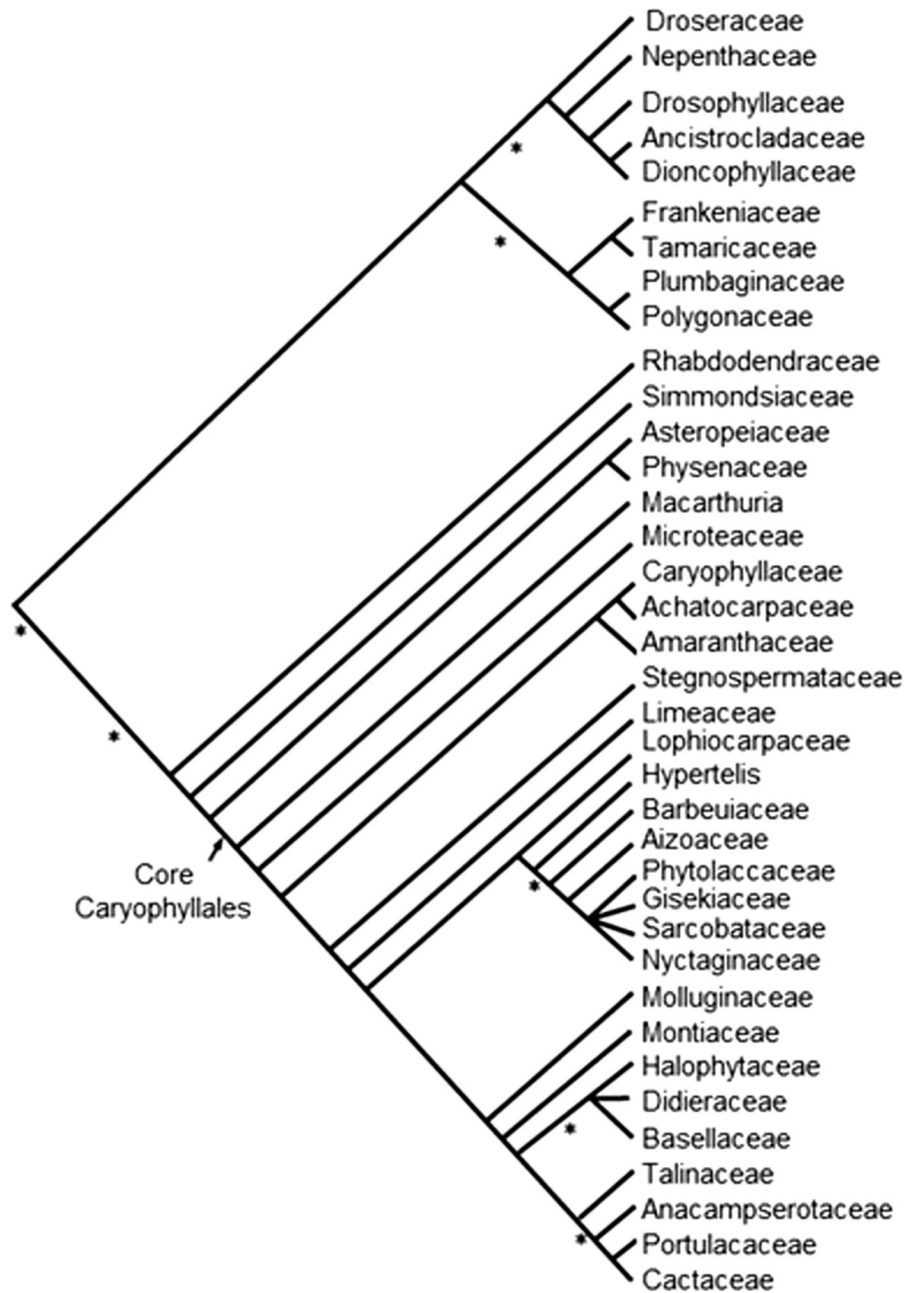 Droseraceae
Nepenthaceae
Drosophyllaceae
Ancistrocladaceae
Dioncophyllaceae
Frankeniaceae
Tamaricaceae
Plumbaginaceae
Polygonaceae
Rhabdodendraceae
Simmondsiaceae
Asteropeiaceae
Physenaceae
Macarthuria
Microteaceae
Caryophyllaceae
Achatocarpaceae
Amaranthaceae
Stegnospermataceae
Limeaceae
Lophiocarpaceae
Hypertelis
Barbeuiaceae
Aizoaceae
Phytolaccaceae
Gisekiaceae
Sarcobataceae
Nyctaginaceae
Molluginaceae
Montiaceae
Halophytaceae
Didieraceae
Basellaceae
Talinaceae
Anacampserotaceae
Portulacaceae
Cactaceae
Core
Caryophyllales